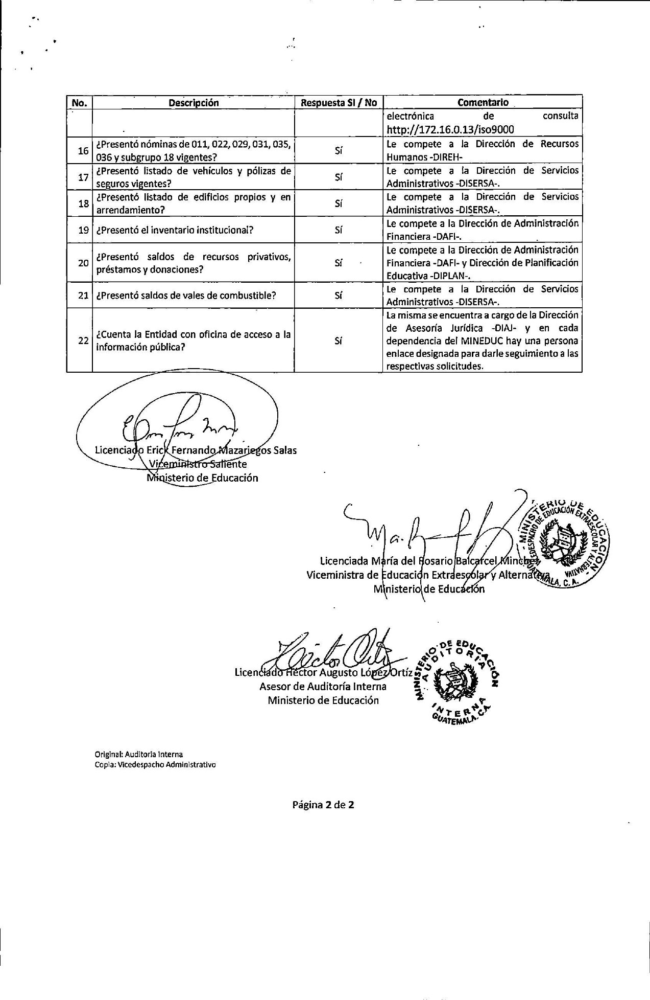 No. Descripción Respuesta SI / No Comentario
electrónica de consulta
http://172.16.0.13/iso9000
16 ¿Presentó nóminas de 011, 022, 029, 031, 035, 036 y subgrupo 18 vigentes? Sí Le compete a la Dirección de Recursos Humanos -DIREH-
17 ¿Presentó listado de vehículos y pólizas de seguros vigentes? Sí Le compete a la Dirección de Servicios Administrativos -DISERSA-.
18 ¿Presentó listado de edificios propios y en arrendamiento? Sí Le compete a la Dirección de Servicios Administrativos -DISERSA-.
19 ¿Presentó el inventario institucional? Sí Le compete a la Dirección de Administración Financiera -DAFI-.
20 ¿Presentó saldos de recursos privativos, préstamos y donaciones? Sí Le compete a la Dirección de Administración Financiera -DAFI- y Dirección de Planificación Educativa -DIPLAN-.
21 ¿Presentó saldos de vales de combustible? Sí Le compete a la Dirección de Servicios Administrativos -DISERSA-.
22 ¿Cuenta la Entidad con oficina de acceso a la información pública? Sí La misma se encuentra a cargo de la Dirección de Asesoría Jurídica -DIAJ- y en cada dependencia del MINEDUC hay una persona enlace designada para darle seguimiento a las respectivas solicitudes.
Licenciado Erick Fernando Mazariegos Salas
Viceministro Saliente
Ministerio de Educación
MINISTERIO DE EDUCACIÓN
VICEDESPACHO DE EDUCACIÓN EXTRAESCOLAR Y ALTERNATIVA
GUATEMALA, C. A.
Licenciada María del Rosario Balcarcel Minchez
Viceministra de Educación Extraescolar y Alternativa
Ministerio de Educación
Héctor Ortiz
Licenciado Héctor Augusto López Ortíz
Asesor de Auditoría Interna
Ministerio de Educación
MINISTERIO DE EDUCACIÓN
AUDITORIA
INTERNA
GUATEMALA, C.A.
Original: Auditoria Interna
Copia: Vicedespacho Administrativo
Página 2 de 2